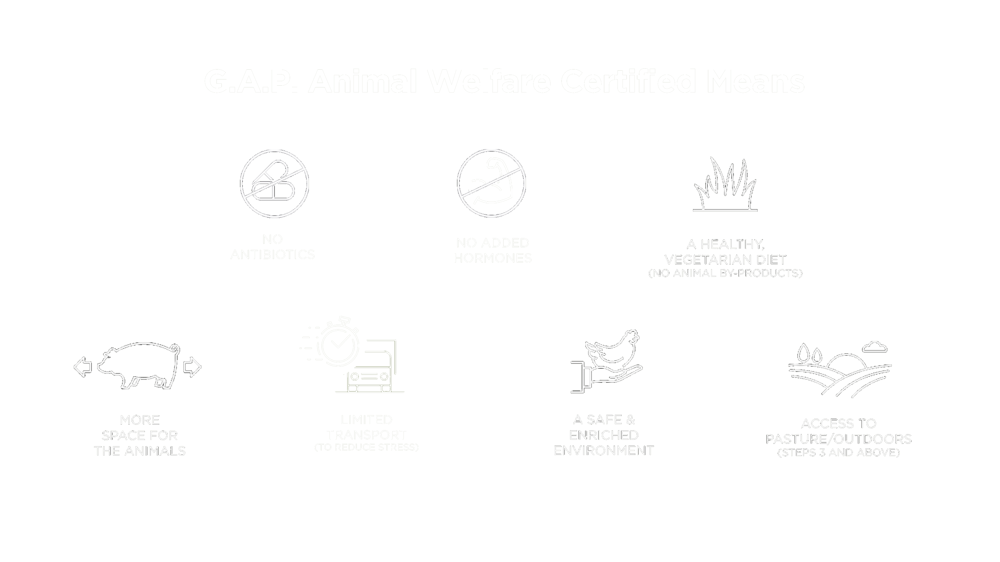 G.A.P. Animal Welfare Certified Means
NO
ANTIBIOTICS
NO ADDED
HORMONES
A HEALTHY,
VEGETARIAN DIET
(NO ANIMAL BY-PRODUCTS)
MORE
SPACE FOR
THE ANIMALS
LIMITED
TRANSPORT
(TO REDUCE STRESS)
A SAFE &
ENRICHED
ENVIRONMENT
ACCESS TO
PASTURE/OUTDOORS
(STEPS 3 AND ABOVE)